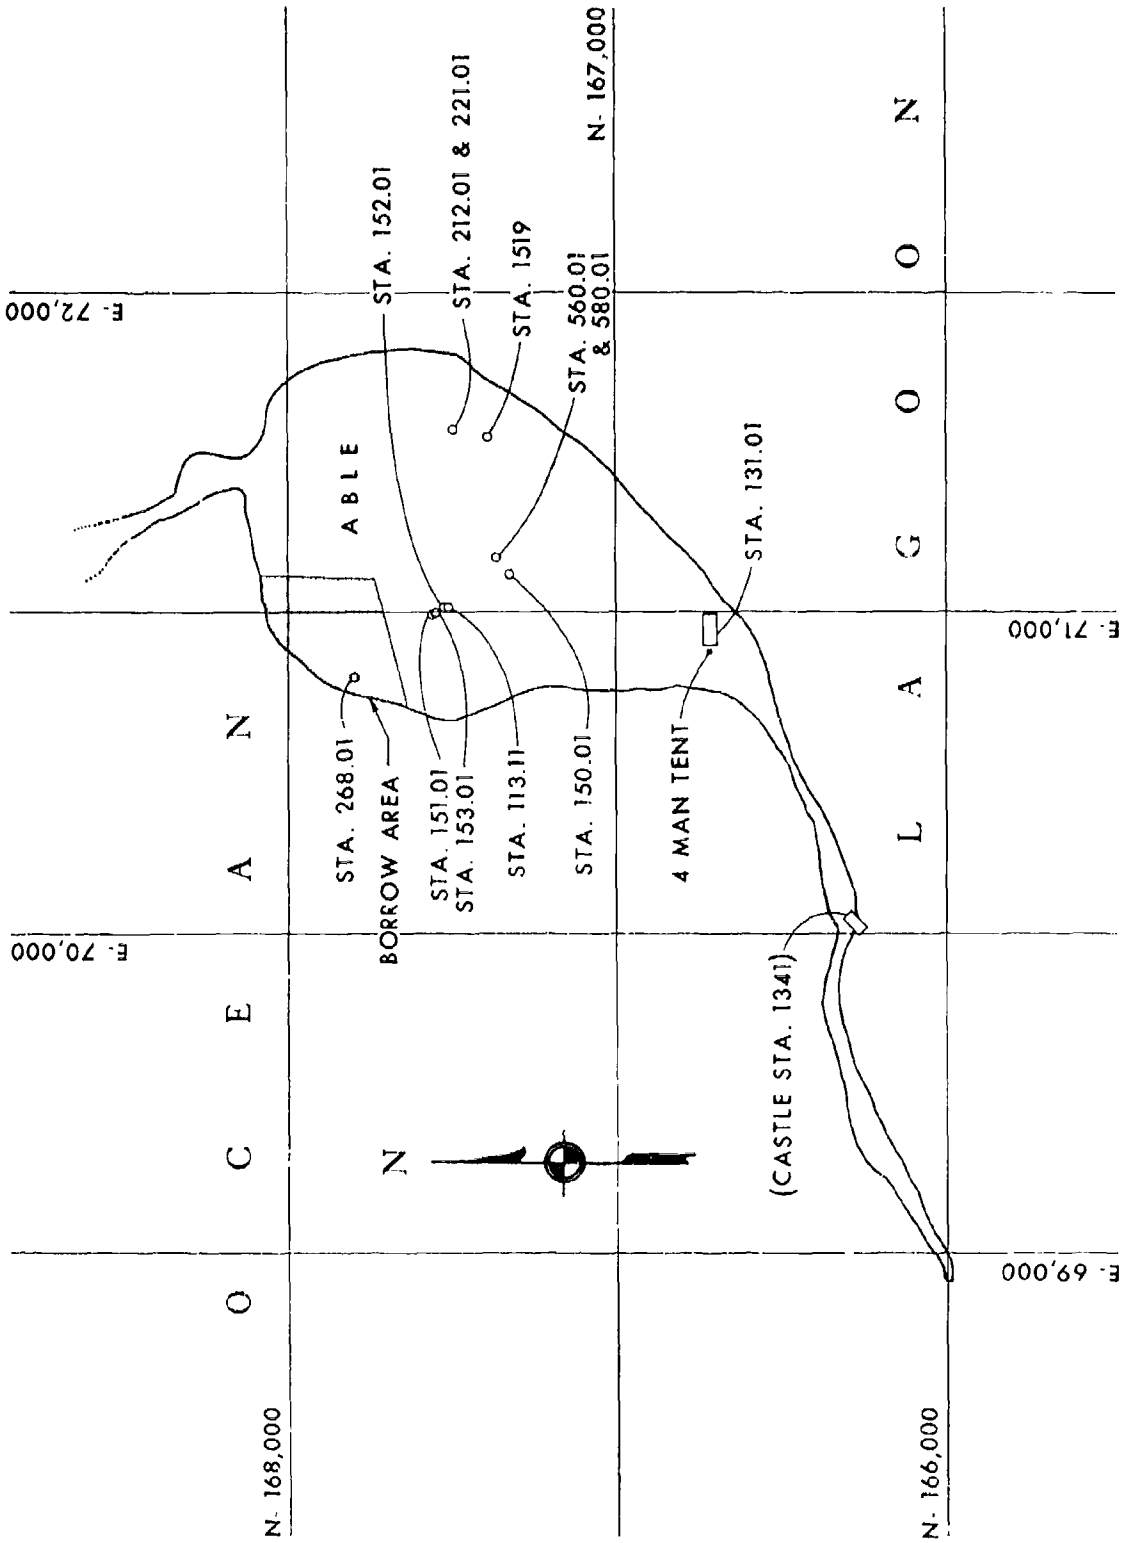 OCEAN
N- 168,000
N- 167,000
N- 166,000
E- 69,000
E- 70,000
E- 71,000
E- 72,000
N
ABLE
STA. 268.01
BORROW AREA
STA. 151.01
STA. 153.01
STA. 113.11
STA. 150.01
4 MAN TENT
(CASTLE STA. 1341)
STA. 152.01
STA. 212.01 & 221.01
STA. 1519
STA. 560.01
& 580.01
STA. 131.01
LAGOON